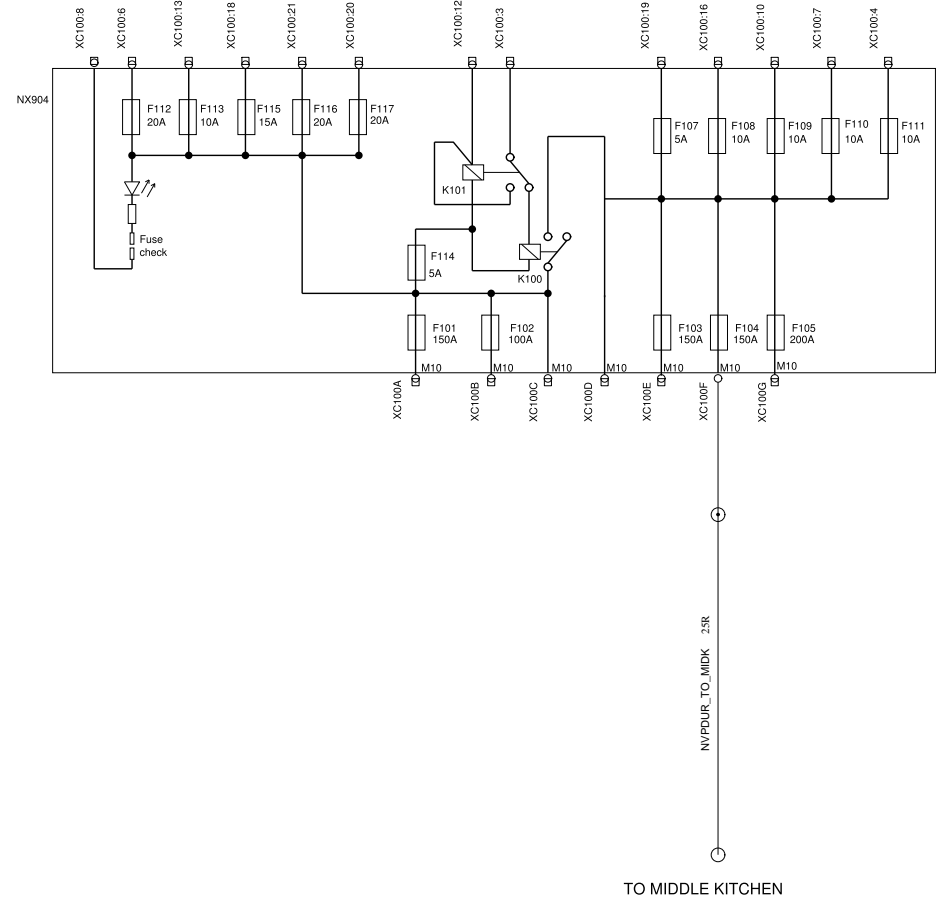 XC100:8
XC100:6
XC100:13
XC100:18
XC100:21
XC100:20
XC100:12
XC100:3
XC100:19
XC100:16
XC100:10
XC100:7
XC100:4
NX904
F112
20A
F113
10A
F115
15A
F116
20A
F117
20A
F107
5A
F108
10A
F109
10A
F110
10A
F111
10A
K101
Fuse
check
F114
5A
K100
F101
150A
F102
100A
F103
150A
F104
150A
F105
200A
M10
M10
M10
M10
M10
M10
M10
XC100A
XC100B
XC100C
XC100D
XC100E
XC100F
XC100G
NVPDUR_TO_MIDK 25R
TO MIDDLE KITCHEN